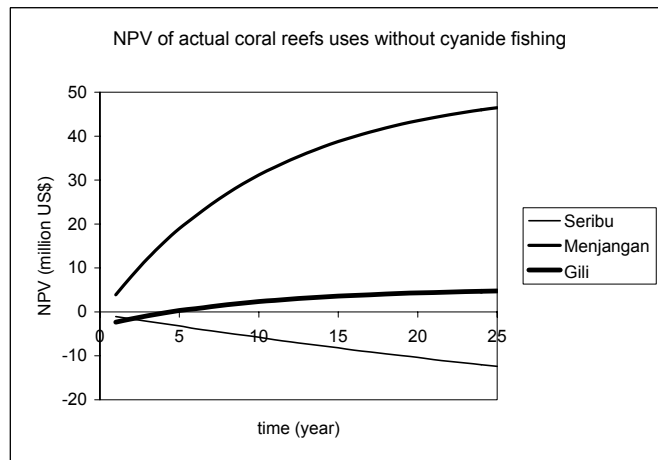 NPV of actual coral reefs uses without cyanide fishing
50
40
30
20
10
0
-10
-20
0
5
10
15
20
25
NPV (million US$)
time (year)
Seribu
Menjangan
Gili